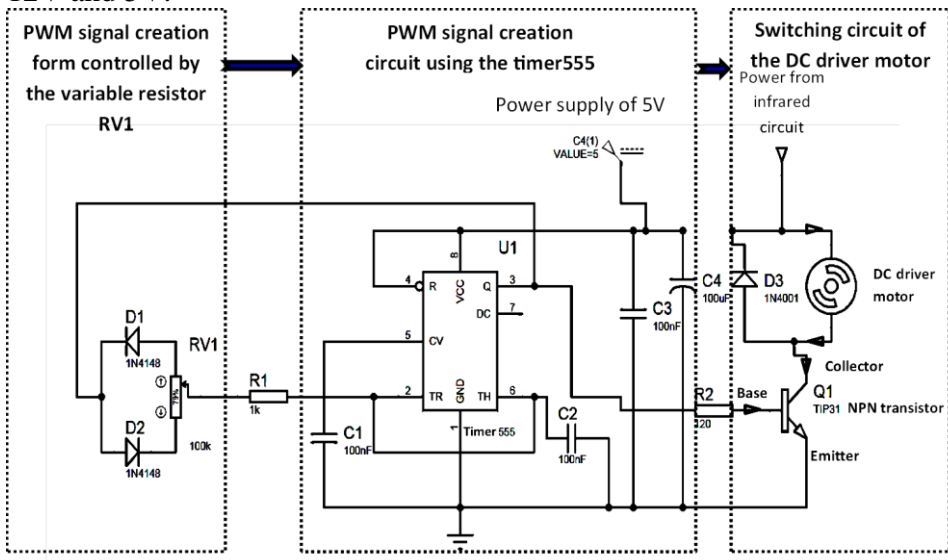 PWM signal creation
form controlled by
the variable resistor
RV1
PWM signal creation
circuit using the timer555
Power supply of 5V
Switching circuit of
the DC driver motor
Power from
infrared
circuit
C4(1)
VALUE=5
U1
4
R
8
VCC
Q
3
DC
7
5
CV
2
TR
GND
1
TH
6
Timer 555
D1
1N4148
RV1
79%
100k
D2
1N4148
R1
1k
C1
100nF
C2
100nF
C3
100nF
C4
100uF
D3
1N4001
DC driver
motor
Collector
R2
Base
Q1
TIP31 NPN transistor
Emitter